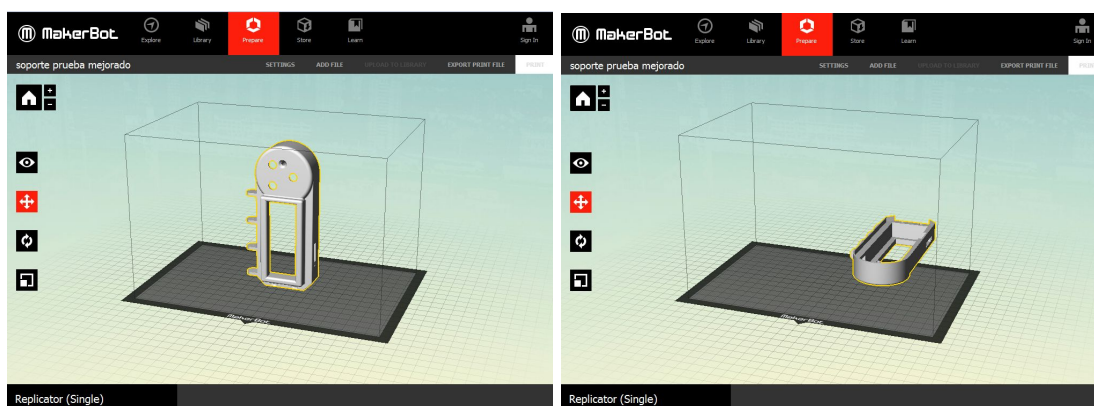 MakerBot
Explore
Library
Prepare
Store
Learn
Sign In
soporte prueba mejorado
SETTINGS
ADD FILE
UPLOAD TO LIBRARY
EXPORT PRINT FILE
PRINT
MakerBot
Replicator (Single)
MakerBot
Explore
Library
Prepare
Store
Learn
Sign In
soporte prueba mejorado
SETTINGS
ADD FILE
UPLOAD TO LIBRARY
EXPORT PRINT FILE
MakerBot
Replicator (Single)